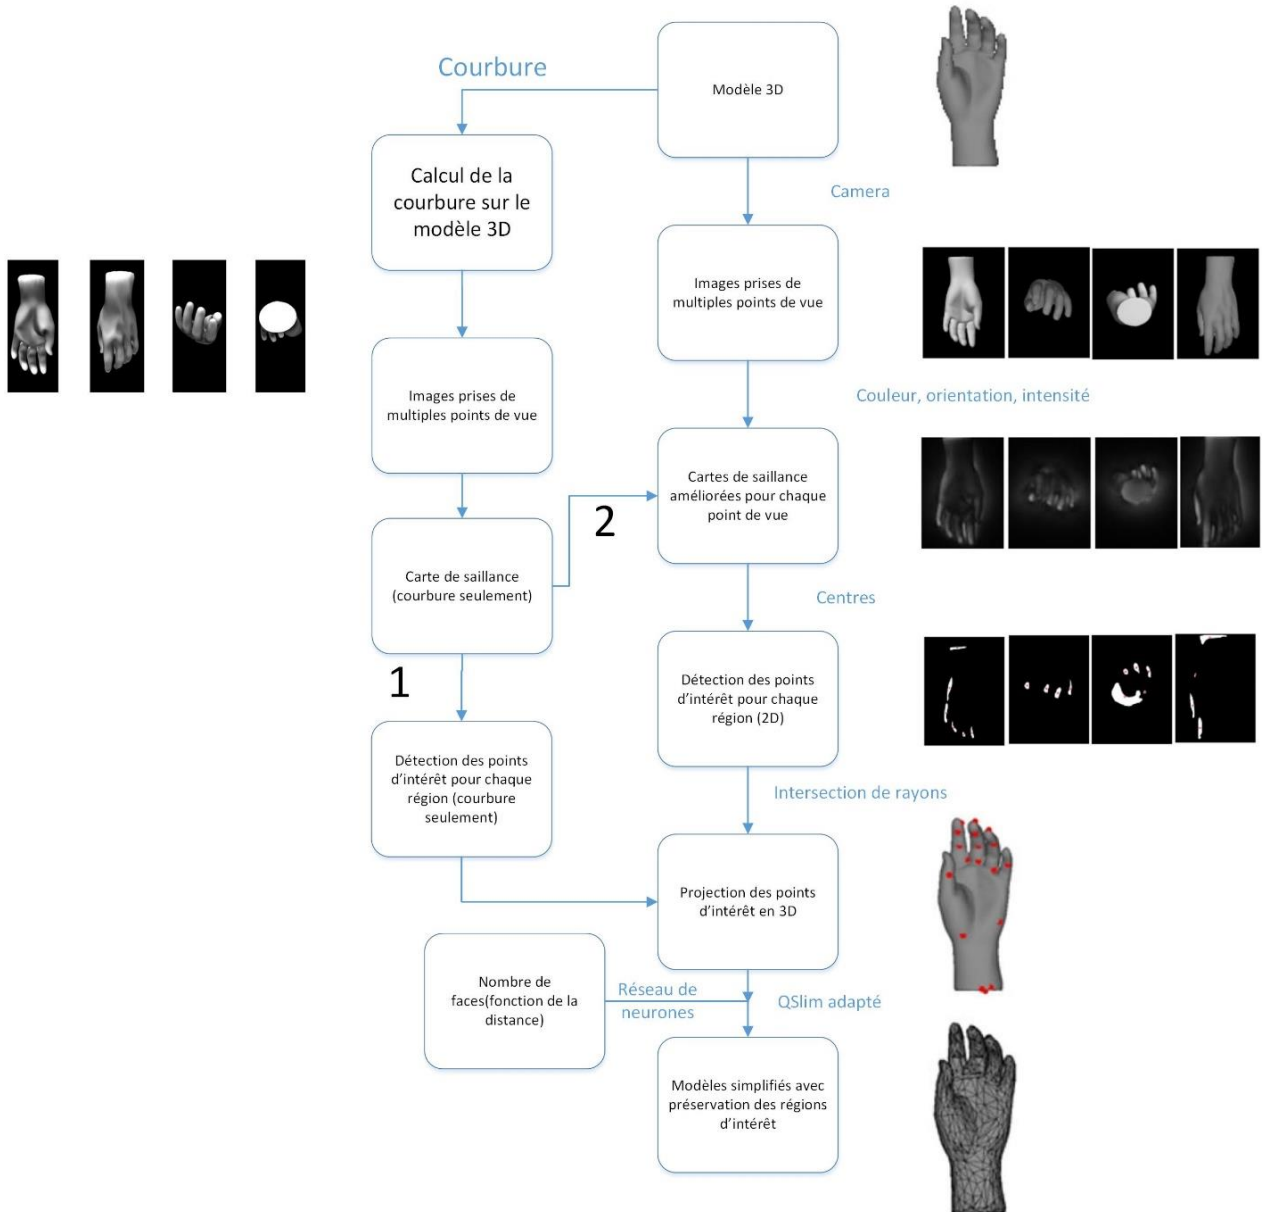 Modèle 3D
Courbure
Calcul de la
courbure sur le
modèle 3D
Camera
Images prises de
multiples points de vue
Images prises de
multiples points de vue
Couleur, orientation, intensité
Cartes de saillance
améliorées pour chaque
point de vue
2
Carte de saillance
(courbure seulement)
Centres
1
Détection des points
d'intérêt pour chaque
région (2D)
Détection des points
d'intérêt pour chaque
région (courbure
seulement)
Intersection de rayons
Projection des points
d'intérêt en 3D
Nombre de
faces(fonction de la
distance)
Réseau de
neurones
QSlim adapté
Modèles simplifiés avec
préservation des régions
d'intérêt